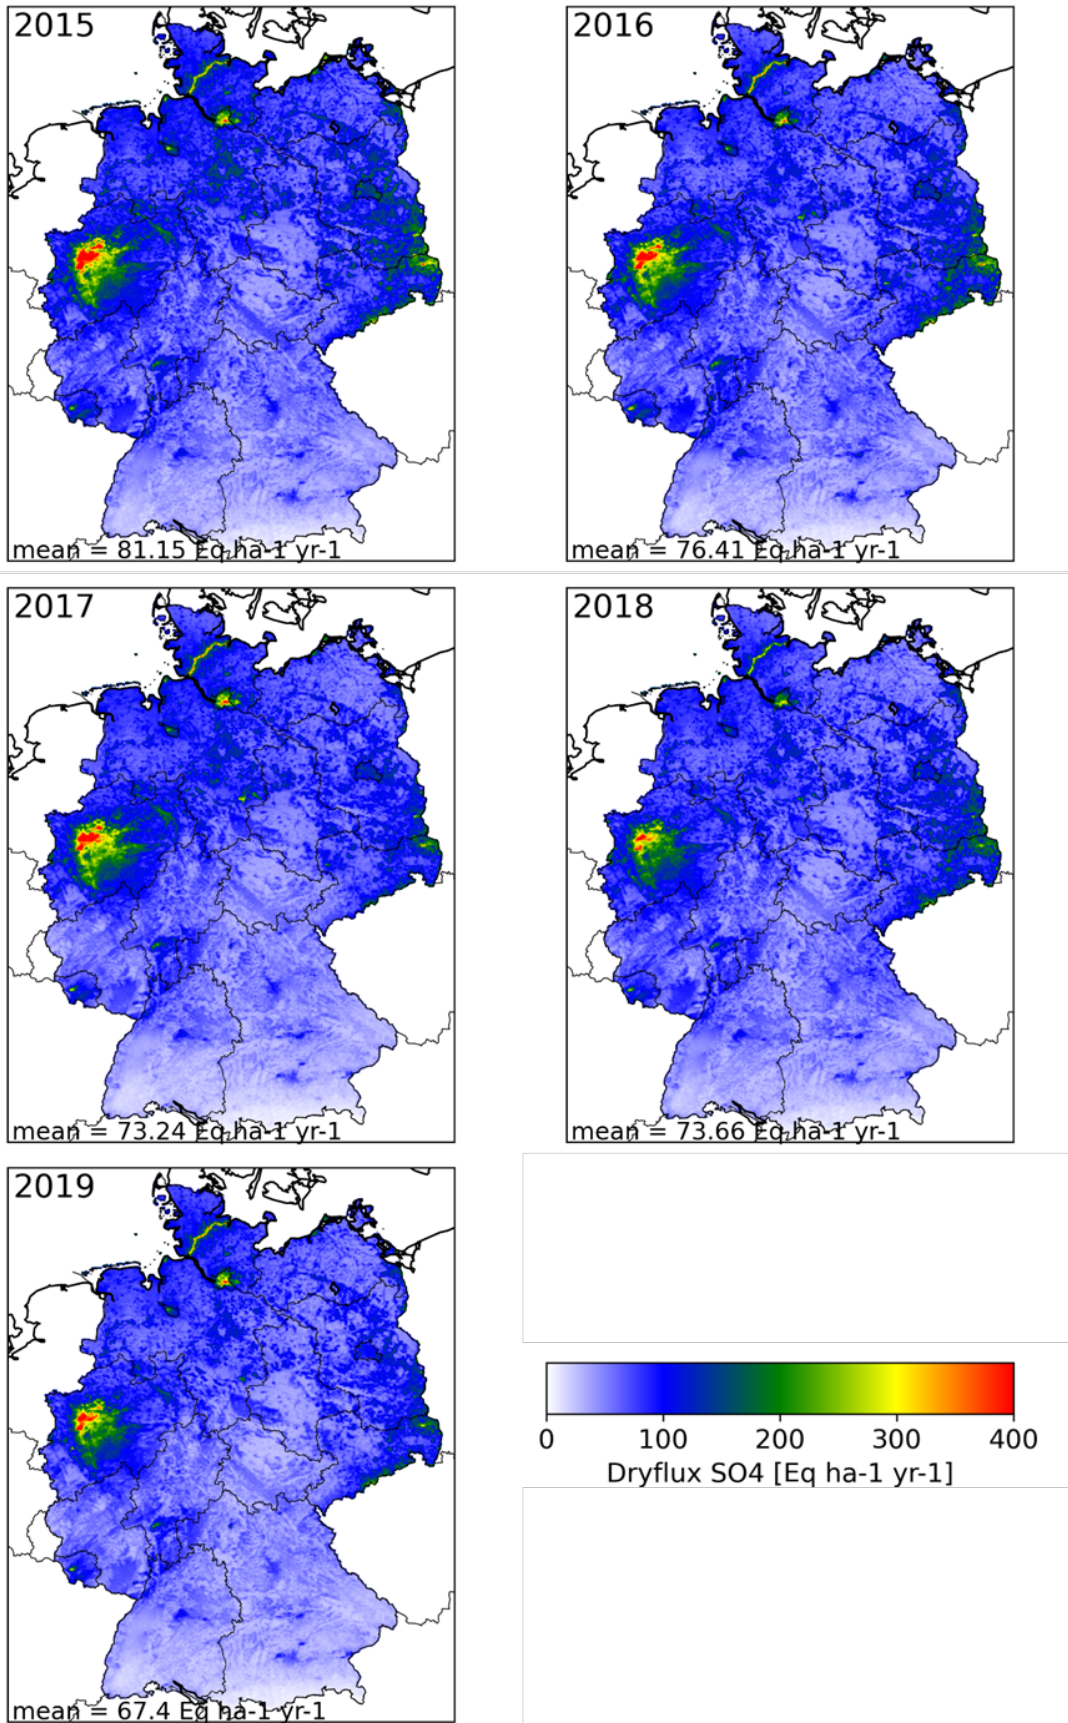 2015
mean = 81.15 Eq ha-1 yr-1
2016
mean = 76.41 Eq ha-1 yr-1
2017
mean = 73.24 Eq ha-1 yr-1
2018
mean = 73.66 Eq ha-1 yr-1
2019
mean = 67.4 Eq ha-1 yr-1
0 100 200 300 400
Dryflux SO4 [Eq ha-1 yr-1]